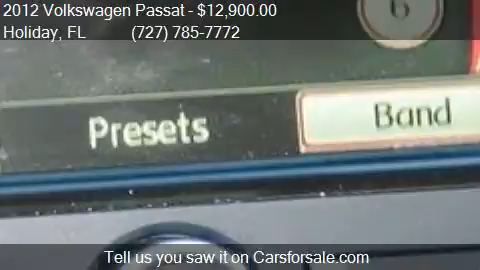 2012 Volkswagen Passat - $12,900.00
Holiday, FL (727) 785-7772
6
Presets Band
Tell us you saw it on Carsforsale.com